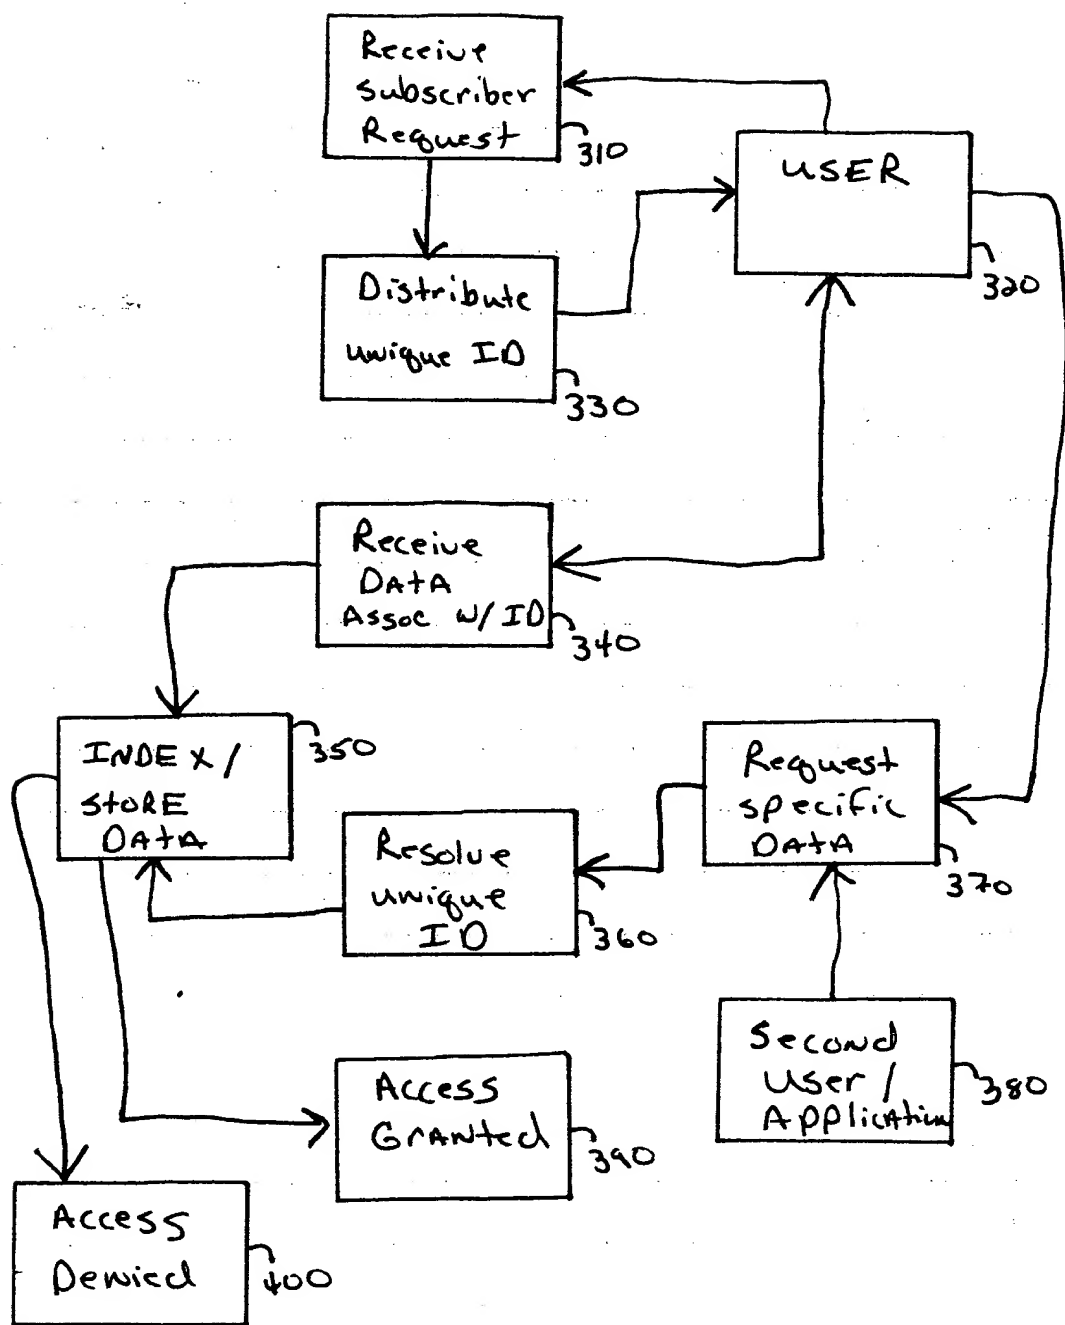 Receive
Subscriber
Request
310
USER
320
Distribute
unique ID
330
Receive
DATA
Assoc w/ ID
340
INDEX /
STORE
DATA
350
Request
specific
DATA
370
Resolve
unique
ID
360
Second
User /
Application
380
Access
Granted
390
Access
Denied
400